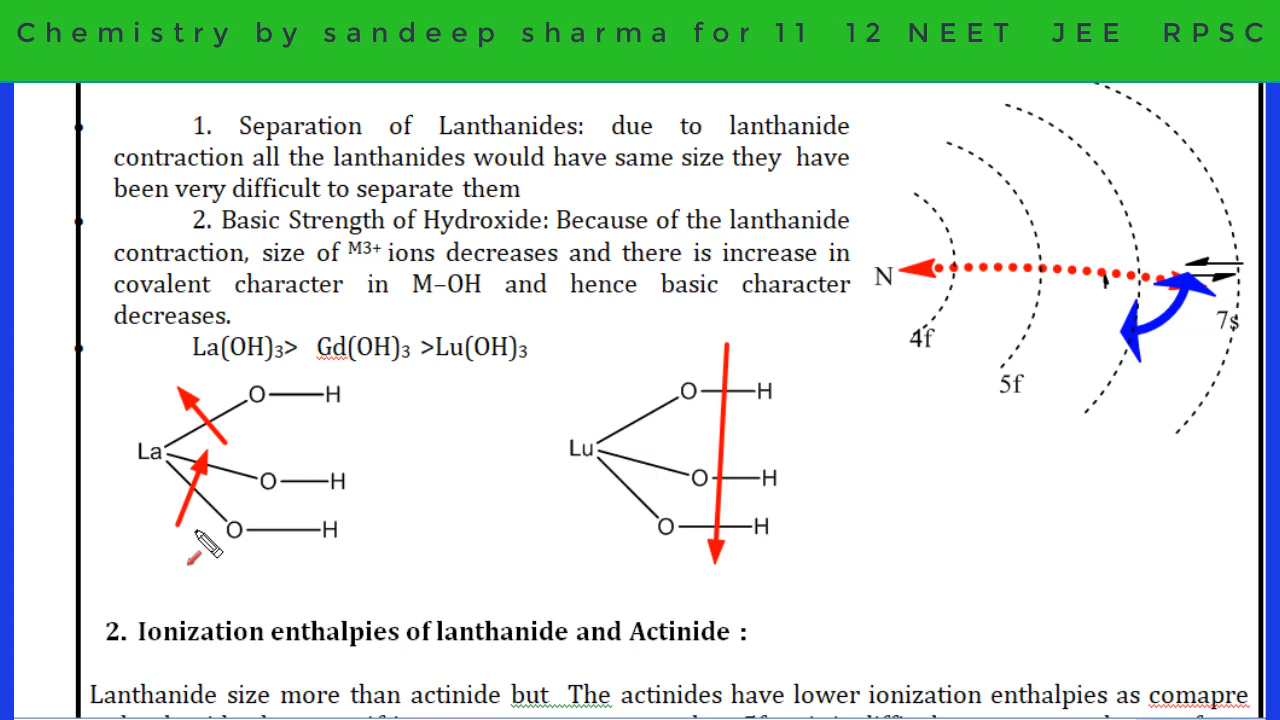 Chemistry by sandeep sharma for 11 12 NEET JEE RPSC
1. Separation of Lanthanides: due to lanthanide
contraction all the lanthanides would have same size they have
been very difficult to separate them
2. Basic Strength of Hydroxide: Because of the lanthanide
contraction, size of M3+ ions decreases and there is increase in
covalent character in M–OH and hence basic character
decreases.
La(OH)₃> Gd(OH)₃ >Lu(OH)₃
N
4f
5f
7s
La
O H
O H
O H
Lu
O H
O H
O H
2. Ionization enthalpies of lanthanide and Actinide :
Lanthanide size more than actinide but The actinides have lower ionization enthalpies as comapre